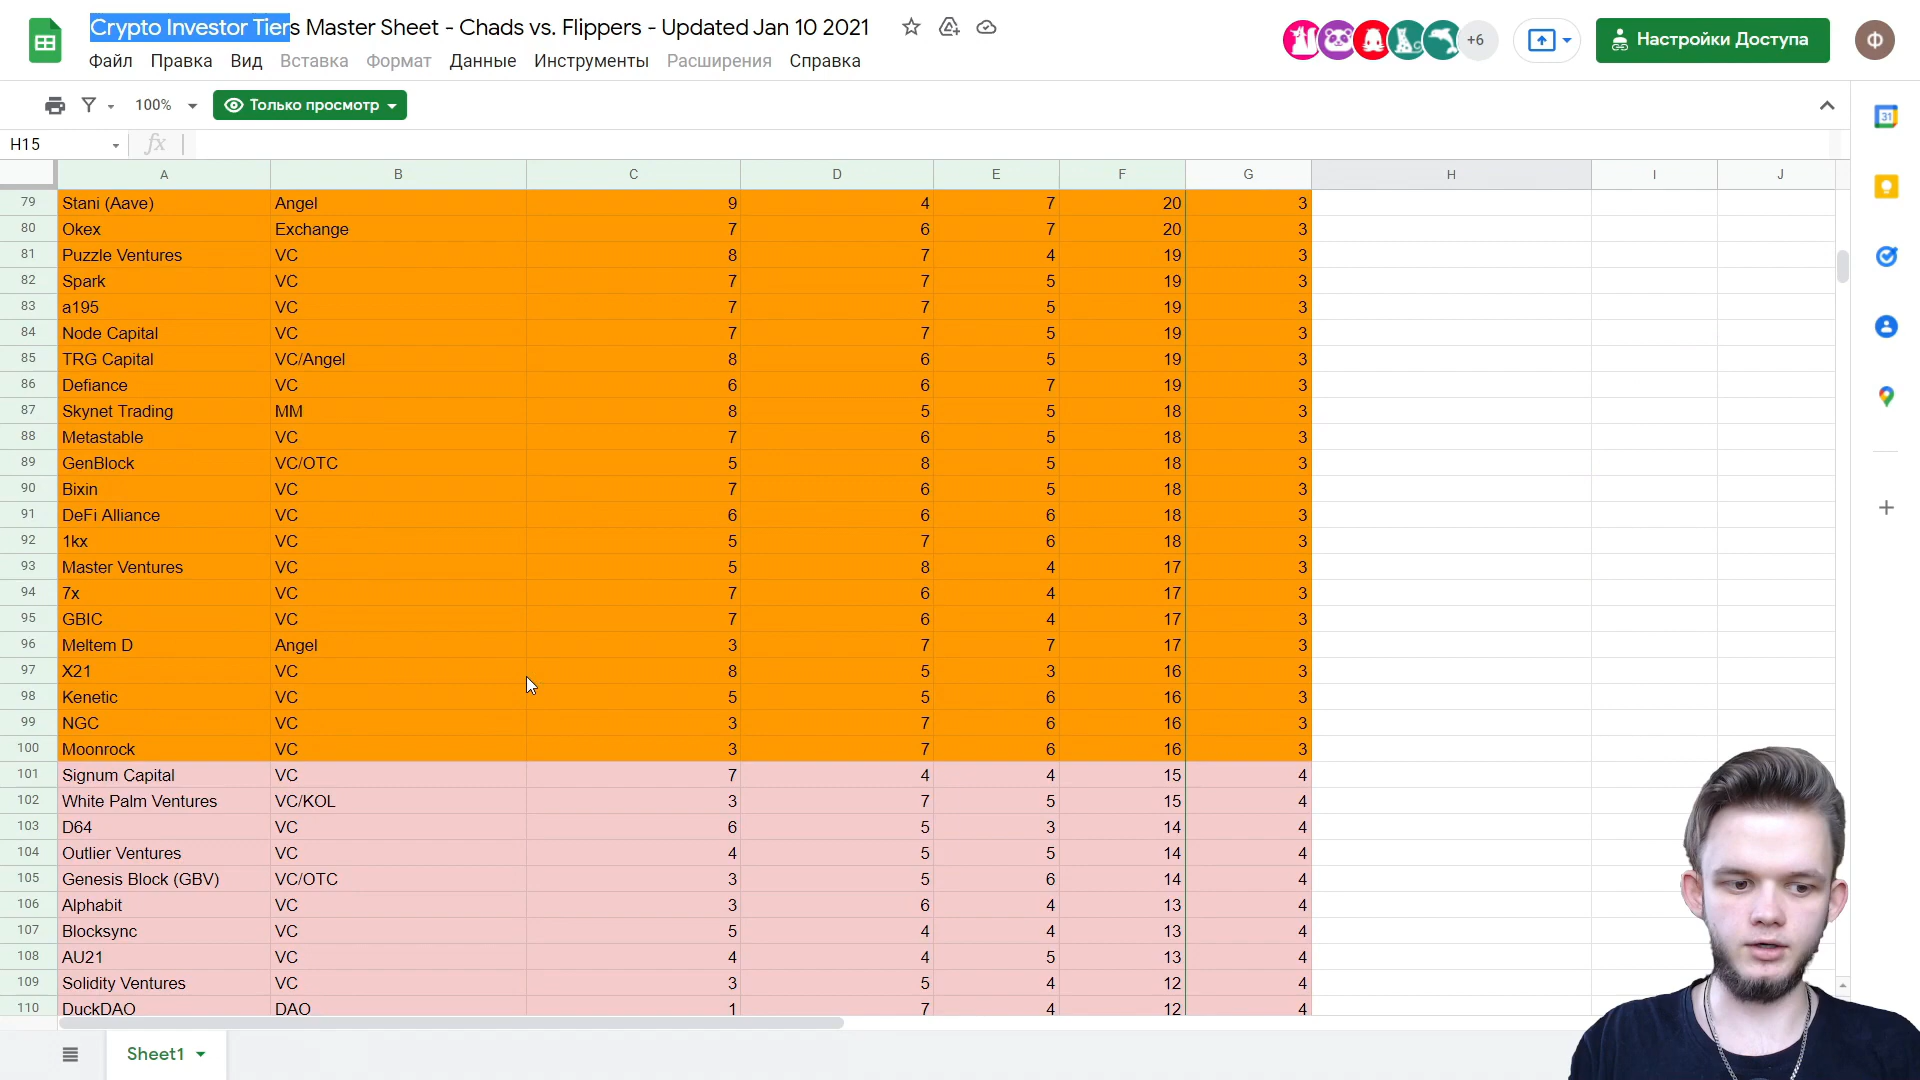 Crypto Investor Tiers Master Sheet - Chads vs. Flippers - Updated Jan 10 2021
+6
Настройки Доступа
Ф
Файл Правка Вид Вставка Формат Данные Инструменты Расширения Справка
100% Только просмотр
31
H15 fx
A B C D E F G H I J
79 Stani (Aave) Angel 9 4 7 20 3
80 Okex Exchange 7 6 7 20 3
81 Puzzle Ventures VC 8 7 4 19 3
82 Spark VC 7 7 5 19 3
83 a195 VC 7 7 5 19 3
84 Node Capital VC 7 7 5 19 3
85 TRG Capital VC/Angel 8 6 5 19 3
86 Defiance VC 6 6 7 19 3
87 Skynet Trading MM 8 5 5 18 3
88 Metastable VC 7 6 5 18 3
89 GenBlock VC/OTC 5 8 5 18 3
90 Bixin VC 7 6 5 18 3
91 DeFi Alliance VC 6 6 6 18 3
92 1kx VC 5 7 6 18 3
93 Master Ventures VC 5 8 4 17 3
94 7x VC 7 6 4 17 3
95 GBIC VC 7 6 4 17 3
96 Meltem D Angel 3 7 7 17 3
97 X21 VC 8 5 3 16 3
98 Kenetic VC 5 5 6 16 3
99 NGC VC 3 7 6 16 3
100 Moonrock VC 3 7 6 16 3
101 Signum Capital VC 7 4 4 15 4
102 White Palm Ventures VC/KOL 3 7 5 15 4
103 D64 VC 6 5 3 14 4
104 Outlier Ventures VC 4 5 5 14 4
105 Genesis Block (GBV) VC/OTC 3 5 6 14 4
106 Alphabit VC 3 6 4 13 4
107 Blocksync VC 5 4 4 13 4
108 AU21 VC 4 4 5 13 4
109 Solidity Ventures VC 3 5 4 12 4
110 DuckDAO DAO 1 7 4 12 4
Sheet1